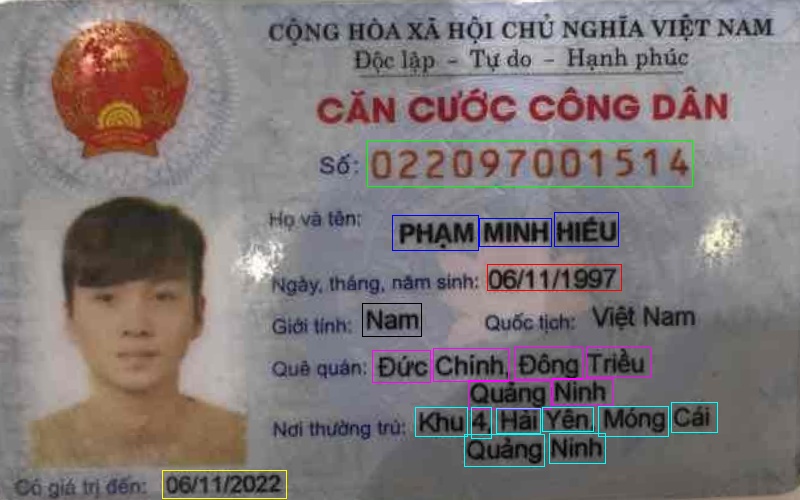 CỘNG HÒA XÃ HỘI CHỦ NGHĨA VIỆT NAM
Độc lập - Tự do - Hạnh phúc
CĂN CƯỚC CÔNG DÂN
Số: 022097001514
Họ và tên: PHẠM MINH HIẾU
Ngày, tháng, năm sinh: 06/11/1997
Giới tính: Nam Quốc tịch: Việt Nam
Quê quán: Đức Chính, Đông Triều
Quảng Ninh
Nơi thường trú: Khu 4, Hải Yên, Móng Cái
Quảng Ninh
Có giá trị đến: 06/11/2022